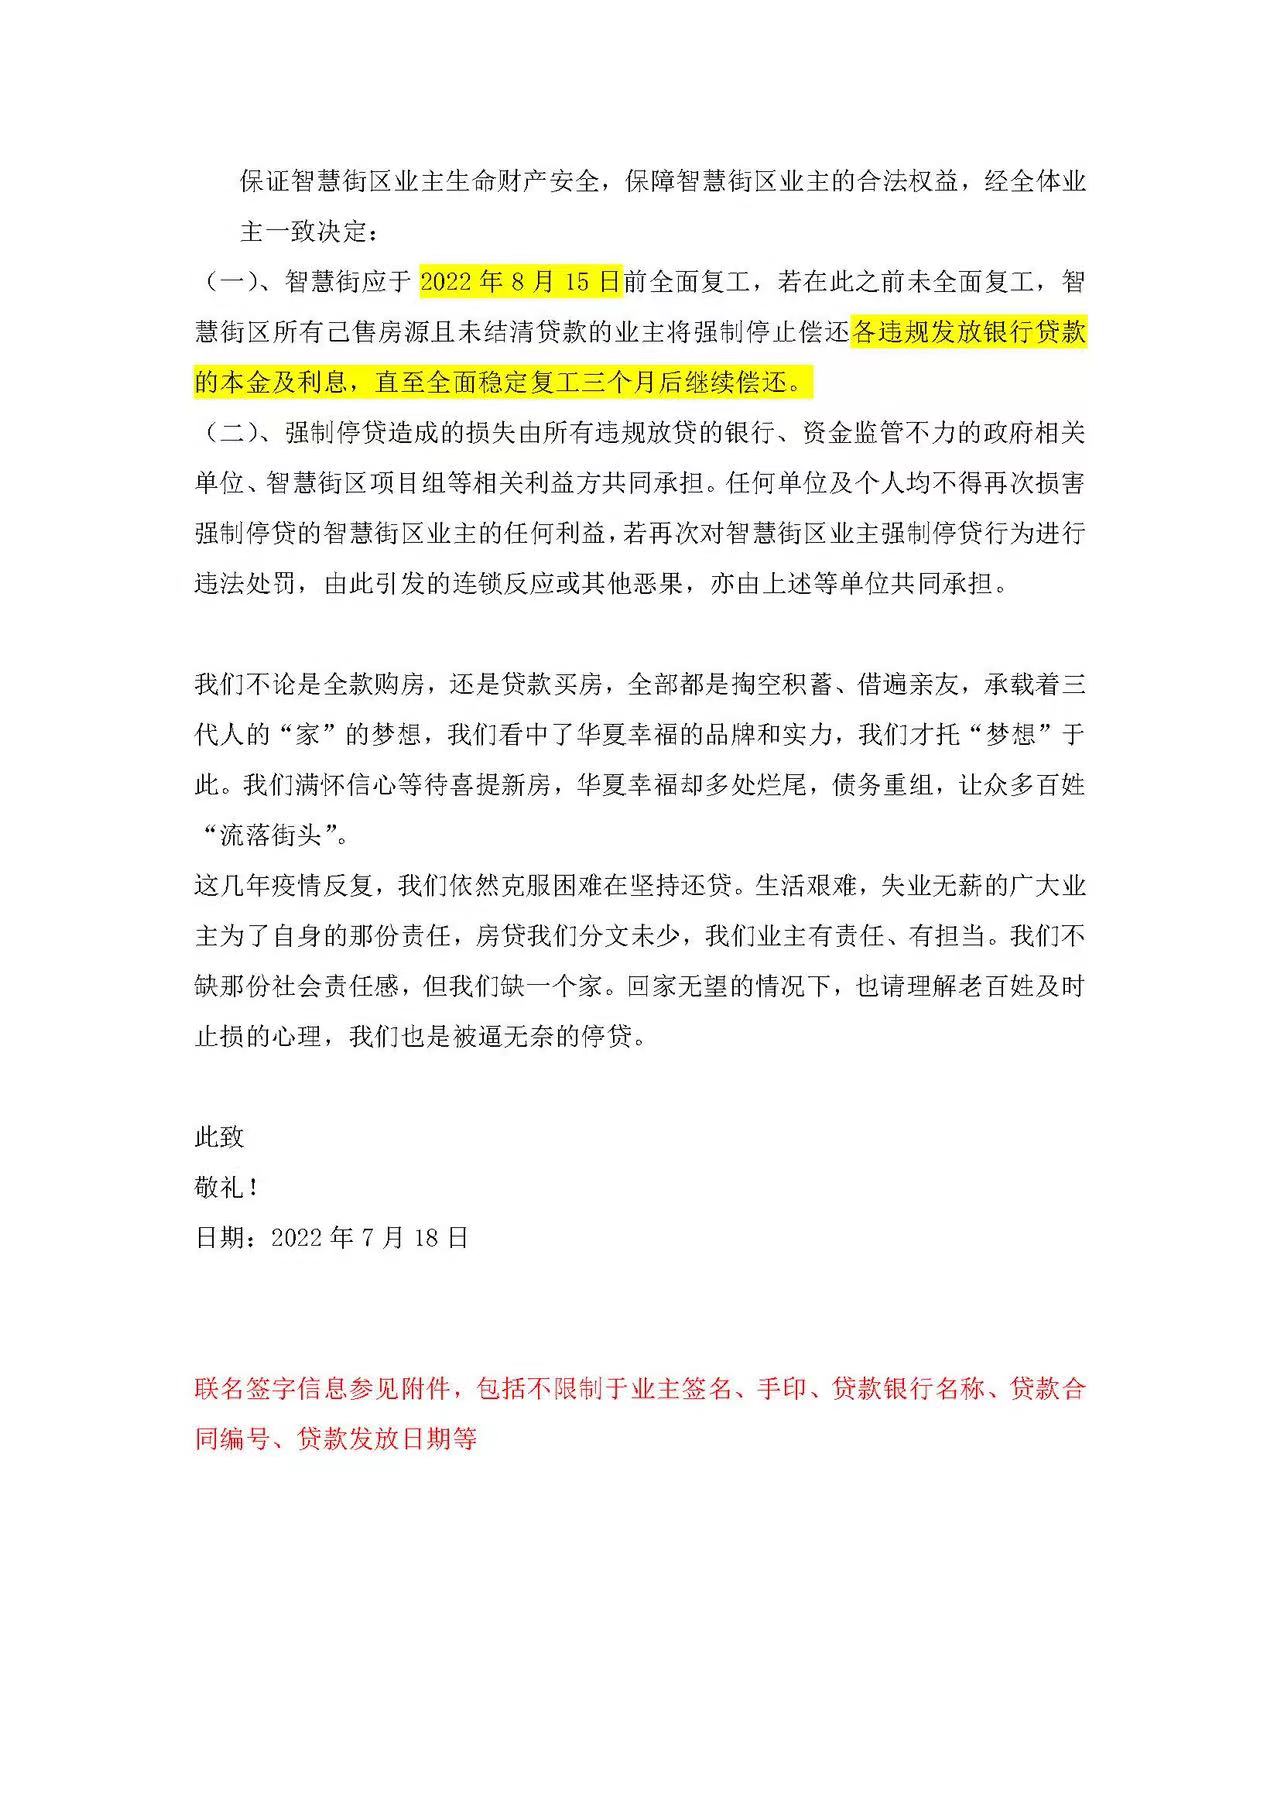 保证智慧街区业主生命财产安全，保障智慧街区业主的合法权益，经全体业
主一致决定：
（一）、智慧街应于 2022 年 8 月 15 日前全面复工，若在此之前未全面复工，智
慧街区所有已售房源且未结清贷款的业主将强制停止偿还各违规发放银行贷款
的本金及利息，直至全面稳定复工三个月后继续偿还。
（二）、强制停贷造成的损失由所有违规放贷的银行、资金监管不力的政府相关
单位、智慧街区项目组等相关利益方共同承担。任何单位及个人均不得再次损害
强制停贷的智慧街区业主的任何利益，若再次对智慧街区业主强制停贷行为进行
违法处罚，由此引发的连锁反应或其他恶果，亦由上述等单位共同承担。
我们不论是全款购房，还是贷款买房，全部都是掏空积蓄、借遍亲友，承载着三
代人的“家”的梦想，我们看中了华夏幸福的品牌和实力，我们才托“梦想”于
此。我们满怀信心等待喜提新房，华夏幸福却多处烂尾，债务重组，让众多百姓
“流落街头”。
这几年疫情反复，我们依然克服困难在坚持还贷。生活艰难，失业无薪的广大业
主为了自身的那份责任，房贷我们分文未少，我们业主有责任、有担当。我们不
缺那份社会责任感，但我们缺一个家。回家无望的情况下，也请理解老百姓及时
止损的心理，我们也是被逼无奈的停贷。
此致
敬礼！
日期：2022 年 7 月 18 日
联名签字信息参见附件，包括不限制于业主签名、手印、贷款银行名称、贷款合
同编号、贷款发放日期等